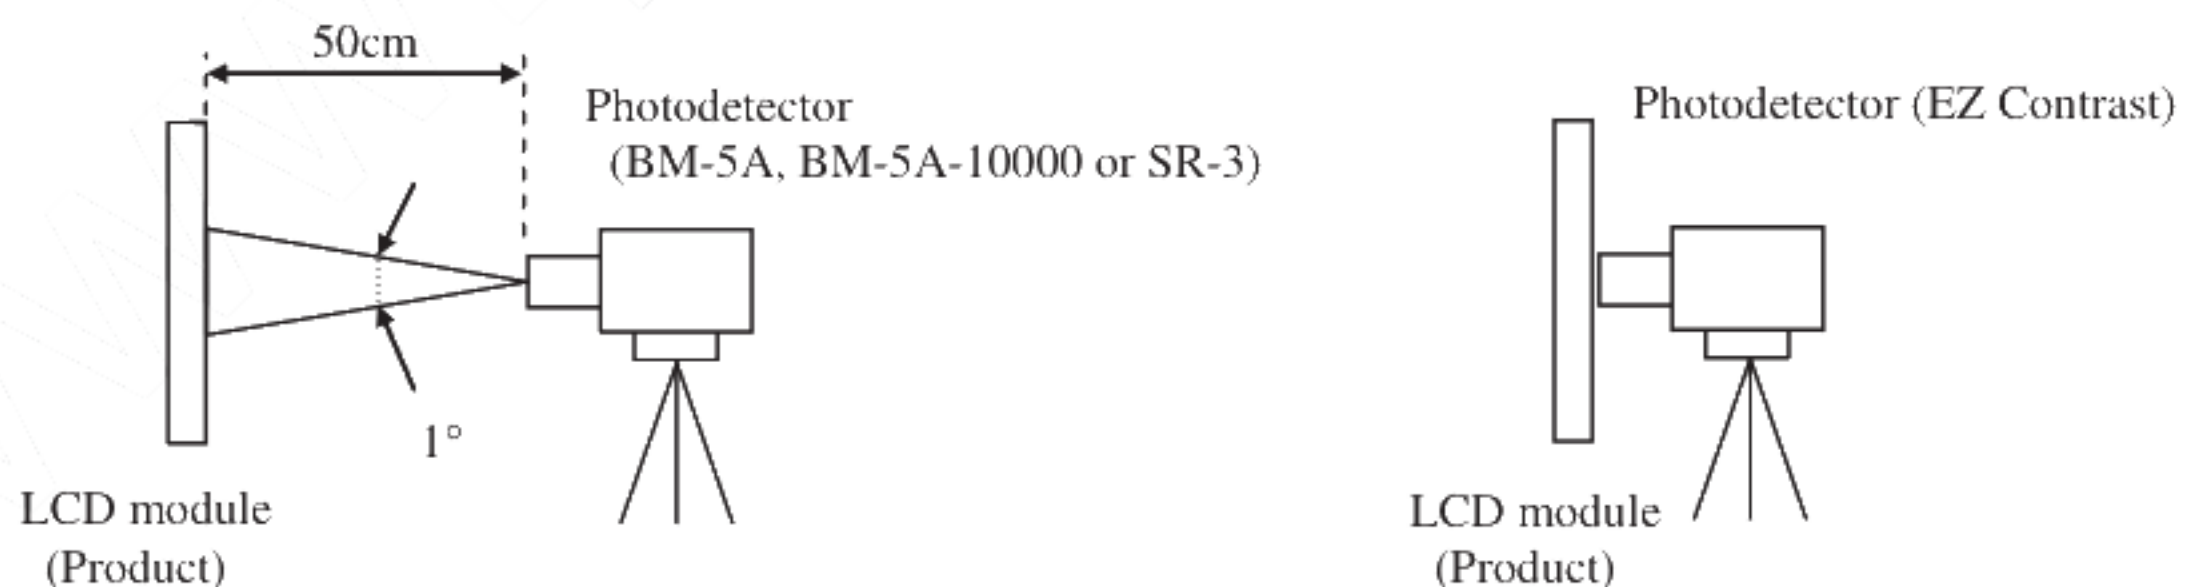 50cm
Photodetector
(BM-5A, BM-5A-10000 or SR-3)
1°
LCD module
(Product)
Photodetector (EZ Contrast)
LCD module
(Product)